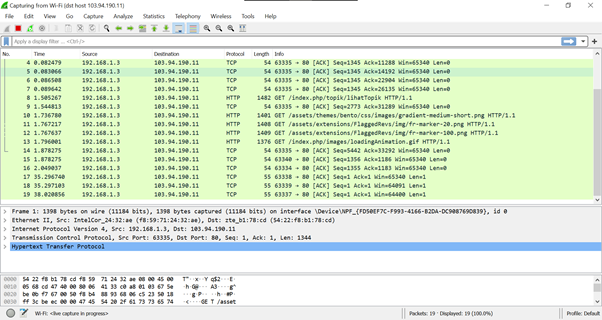 Capturing from Wi-Fi (dst host 103.94.190.11)
File Edit View Go Capture Analyze Statistics Telephony Wireless Tools Help
Apply a display filter ... <Ctrl-/>
No. Time Source Destination Protocol Length Info
4 0.082479 192.168.1.3 103.94.190.11 TCP 54 63335 → 80 [ACK] Seq=1345 Ack=11288 Win=65340 Len=0
5 0.083066 192.168.1.3 103.94.190.11 TCP 54 63335 → 80 [ACK] Seq=1345 Ack=14192 Win=65340 Len=0
6 0.086508 192.168.1.3 103.94.190.11 TCP 54 63335 → 80 [ACK] Seq=1345 Ack=22904 Win=65340 Len=0
7 0.089642 192.168.1.3 103.94.190.11 TCP 54 63335 → 80 [ACK] Seq=1345 Ack=26135 Win=65340 Len=0
8 1.505267 192.168.1.3 103.94.190.11 HTTP 1482 GET /index.php/topik/lihatTopik HTTP/1.1
9 1.544813 192.168.1.3 103.94.190.11 TCP 54 63335 → 80 [ACK] Seq=2773 Ack=31289 Win=65340 Len=0
10 1.736780 192.168.1.3 103.94.190.11 HTTP 1401 GET /assets/themes/bento/css/images/gradient-medium-short.png HTTP/1.1
11 1.767217 192.168.1.3 103.94.190.11 HTTP 1408 GET /assets/extensions/FlaggedRevs/img/fr-marker-20.png HTTP/1.1
12 1.767637 192.168.1.3 103.94.190.11 HTTP 1409 GET /assets/extensions/FlaggedRevs/img/fr-marker-100.png HTTP/1.1
13 1.796001 192.168.1.3 103.94.190.11 HTTP 1376 GET /index.php/images/loadingAnimation.gif HTTP/1.1
14 1.878275 192.168.1.3 103.94.190.11 TCP 54 63335 → 80 [ACK] Seq=5442 Ack=33292 Win=65340 Len=0
15 1.878275 192.168.1.3 103.94.190.11 TCP 54 63340 → 80 [ACK] Seq=1356 Ack=1186 Win=65340 Len=0
16 2.049037 192.168.1.3 103.94.190.11 TCP 54 63334 → 80 [ACK] Seq=1355 Ack=1183 Win=65340 Len=0
17 35.296740 192.168.1.3 103.94.190.11 TCP 55 63338 → 80 [ACK] Seq=1 Ack=1 Win=65340 Len=1
18 35.297103 192.168.1.3 103.94.190.11 TCP 55 63339 → 80 [ACK] Seq=1 Ack=1 Win=64091 Len=1
19 38.020856 192.168.1.3 103.94.190.11 TCP 55 63337 → 80 [ACK] Seq=1 Ack=1 Win=64400 Len=1
Frame 1: 1398 bytes on wire (11184 bits), 1398 bytes captured (11184 bits) on interface \Device\NPF_{FD50EF7C-F993-4166-B2DA-DC908769D839}, id 0
Ethernet II, Src: IntelCor_24:32:ae (f8:59:71:24:32:ae), Dst: zte_b1:78:cd (54:22:f8:b1:78:cd)
Internet Protocol Version 4, Src: 192.168.1.3, Dst: 103.94.190.11
Transmission Control Protocol, Src Port: 63335, Dst Port: 80, Seq: 1, Ack: 1, Len: 1344
Hypertext Transfer Protocol
0000 54 22 f8 b1 78 cd f8 59 71 24 32 ae 08 00 45 00
0010 05 68 cd 47 40 00 80 06 41 33 c0 a8 01 03 67 5e
0020 be 0b f7 67 00 50 f8 b4 88 93 68 06 c5 23 50 18
0030 ff 3c be ec 00 00 47 45 54 20 2f 61 73 73 65 74
Wi-Fi: <live capture in progress> Packets: 19 · Displayed: 19 (100.0%) Profile: Default